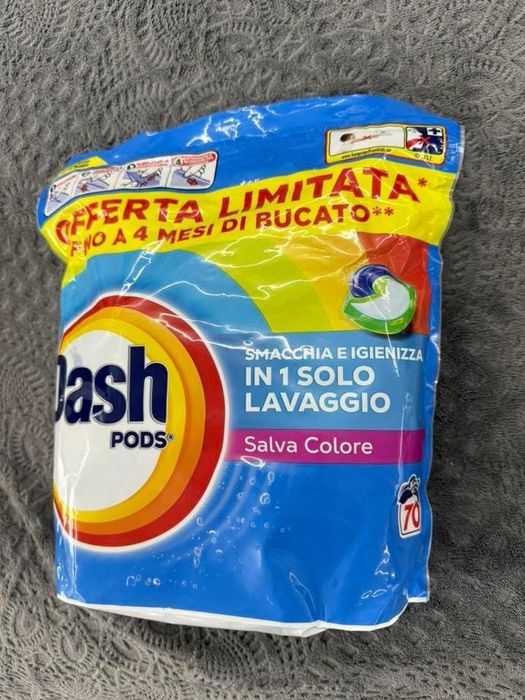 OFFERTA LIMITATA*
FINO A 4 MESI DI BUCATO**
Dash
PODS®
SMACCHIA E IGIENIZZA
IN 1 SOLO
LAVAGGIO
Salva Colore
70